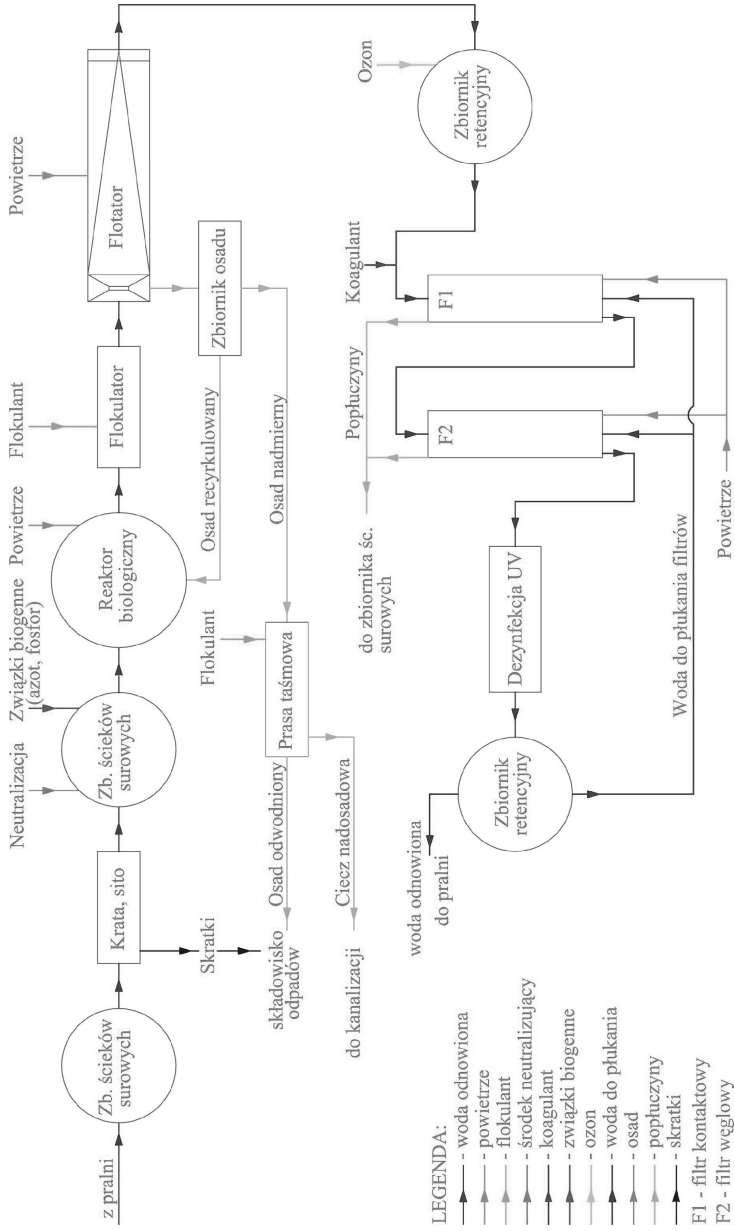 z pralni
Zb. ścieków
surowych
Krata, sito
Skratki
składowisko
odpadów
Neutralizacja
Zb. ścieków
surowych
Związki biogenne
(azot, fosfor)
Reaktor
biologiczny
Powietrze
Flokulant
Flokulator
Powietrze
Flotator
Zbiornik osadu
Osad recyrkulowany
Osad nadmierny
Flokulant
Prasa taśmowa
Osad odwodniony
Ciecz nadosadowa
do kanalizacji
Ozon
Zbiornik
retencyjny
Koagulant
F1
Popłuczyny
F2
do zbiornika śc.
surowych
Dezynfekcja UV
Zbiornik
retencyjny
woda odnowiona
do pralni
Woda do płukania filtrów
Powietrze
LEGENDA:
- woda odnowiona
- powietrze
- flokulant
- środek neutralizujący
- koagulant
- związki biogenne
- ozon
- woda do płukania
- osad
- popłuczyny
- skratki
F1 - filtr kontaktowy
F2 - filtr węglowy